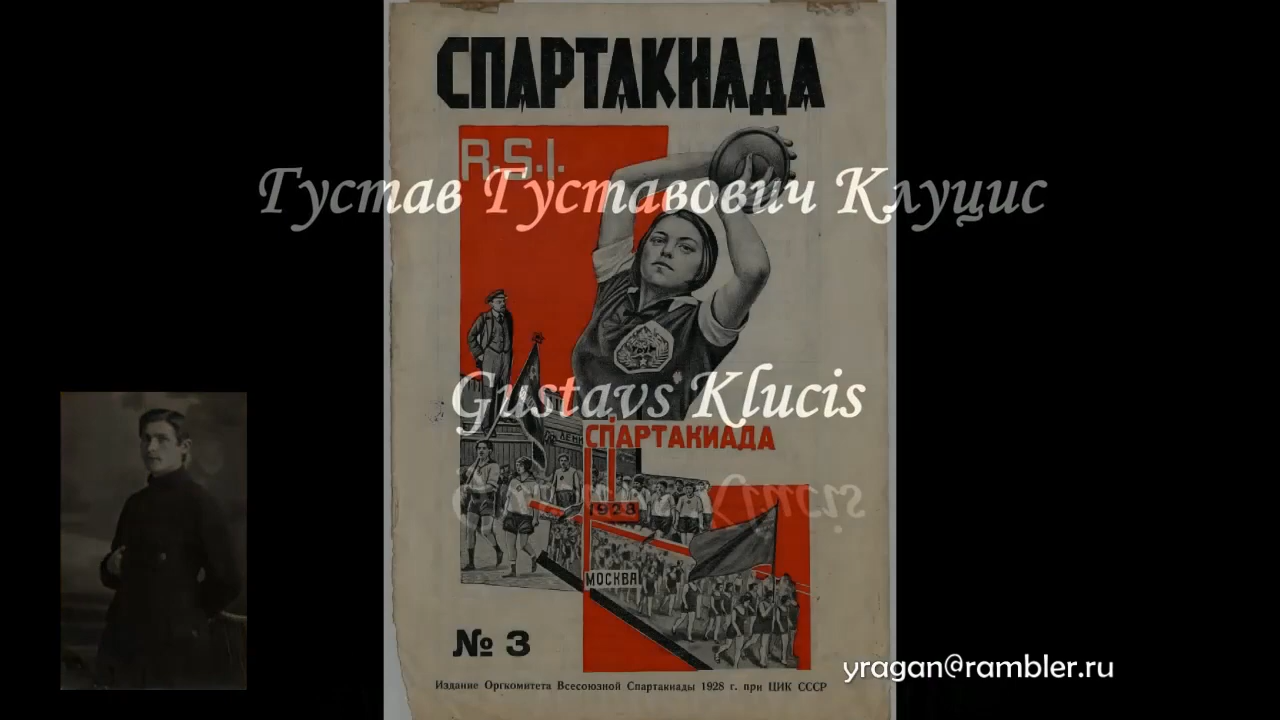 СПАРТАКИАДА
R.S.I.
Густав Густавович Клуцис
Gustavs Klucis
СПАРТАКИАДА
1928
МОСКВА
№ 3
yragan@rambler.ru
Издание Оргкомитета Всесоюзной Спартакиады 1928 г. при ЦИК СССР